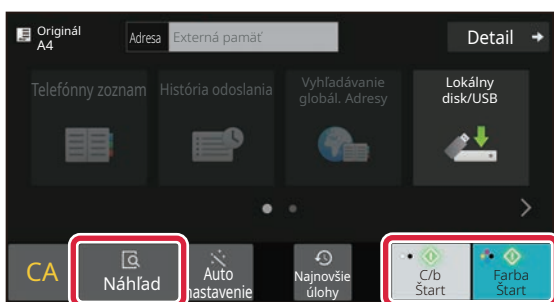 Originál
A4
Adresa
Externá pamäť
Detail
Telefónny zoznam
História odoslania
Vyhľadávanie
globál. Adresy
Lokálny
disk/USB
CA
Náhľad
Auto
nastavenie
Najnovšie
úlohy
C/b
Štart
Farba
Štart